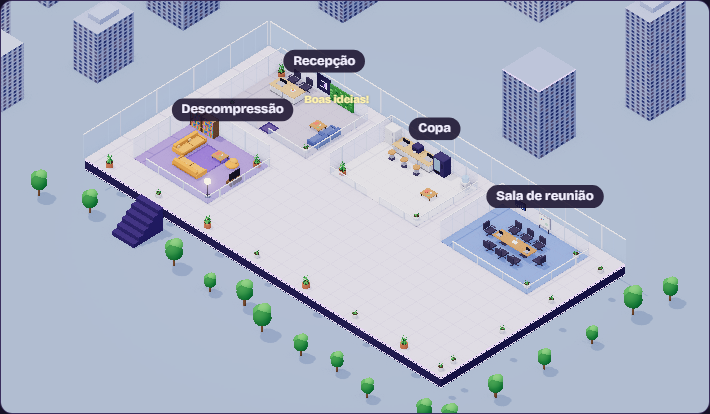 Recepção
Boas ideias!
Descompressão
Copa
Sala de reunião